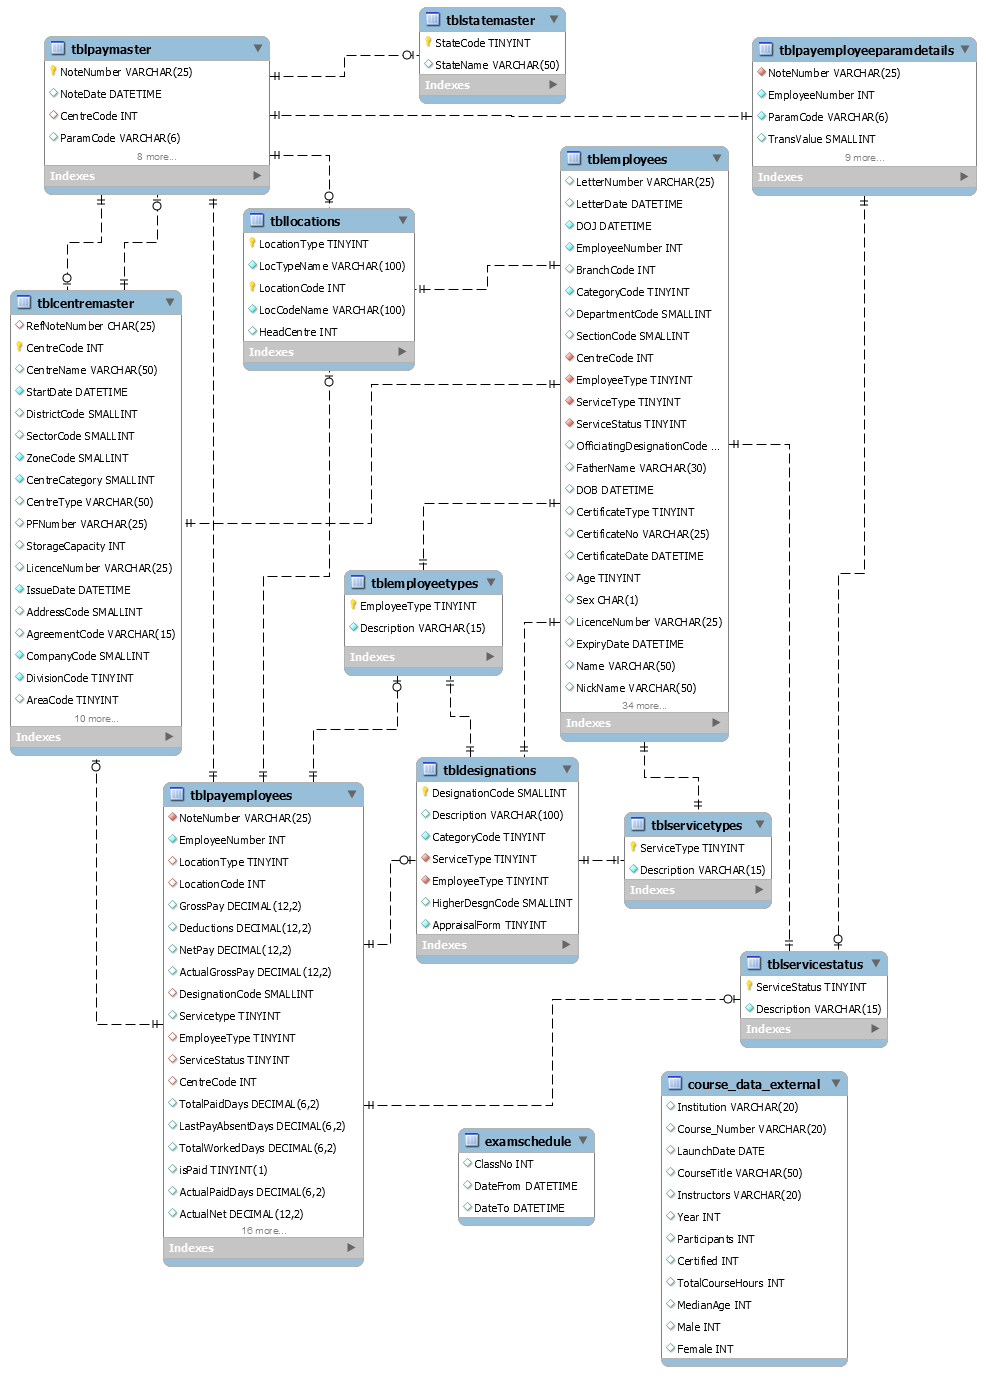 tblstatemaster
StateCode TINYINT
StateName VARCHAR(50)
Indexes
tblpaymaster
NoteNumber VARCHAR(25)
NoteDate DATETIME
CentreCode INT
ParamCode VARCHAR(6)
8 more...
Indexes
tblpayemployeeparamdetails
NoteNumber VARCHAR(25)
EmployeeNumber INT
ParamCode VARCHAR(6)
TransValue SMALLINT
9 more...
Indexes
tblemployees
LetterNumber VARCHAR(25)
LetterDate DATETIME
DOJ DATETIME
EmployeeNumber INT
BranchCode INT
CategoryCode TINYINT
DepartmentCode SMALLINT
SectionCode SMALLINT
CentreCode INT
EmployeeType TINYINT
ServiceType TINYINT
ServiceStatus TINYINT
OfficiatingDesignationCode ...
FatherName VARCHAR(30)
DOB DATETIME
CertificateType TINYINT
CertificateNo VARCHAR(25)
CertificateDate DATETIME
Age TINYINT
Sex CHAR(1)
LicenceNumber VARCHAR(25)
ExpiryDate DATETIME
Name VARCHAR(50)
NickName VARCHAR(50)
34 more...
Indexes
tbllocations
LocationType TINYINT
LocTypeName VARCHAR(100)
LocationCode INT
LocCodeName VARCHAR(100)
HeadCentre INT
Indexes
tblcentremaster
RefNoteNumber CHAR(25)
CentreCode INT
CentreName VARCHAR(50)
StartDate DATETIME
DistrictCode SMALLINT
SectorCode SMALLINT
ZoneCode SMALLINT
CentreCategory SMALLINT
CentreType VARCHAR(50)
PFNumber VARCHAR(25)
StorageCapacity INT
LicenceNumber VARCHAR(25)
IssueDate DATETIME
AddressCode SMALLINT
AgreementCode VARCHAR(15)
CompanyCode SMALLINT
DivisionCode TINYINT
AreaCode TINYINT
10 more...
Indexes
tblemployeetypes
EmployeeType TINYINT
Description VARCHAR(15)
Indexes
tbldesignations
DesignationCode SMALLINT
Description VARCHAR(100)
CategoryCode TINYINT
ServiceType TINYINT
EmployeeType TINYINT
HigherDesgnCode SMALLINT
AppraisalForm TINYINT
Indexes
tblpayemployees
NoteNumber VARCHAR(25)
EmployeeNumber INT
LocationType TINYINT
LocationCode INT
GrossPay DECIMAL(12,2)
Deductions DECIMAL(12,2)
NetPay DECIMAL(12,2)
ActualGrossPay DECIMAL(12,2)
DesignationCode SMALLINT
Servicetype TINYINT
EmployeeType TINYINT
ServiceStatus TINYINT
CentreCode INT
TotalPaidDays DECIMAL(6,2)
LastPayAbsentDays DECIMAL(6,2)
TotalWorkedDays DECIMAL(6,2)
isPaid TINYINT(1)
ActualPaidDays DECIMAL(6,2)
ActualNet DECIMAL(12,2)
16 more...
Indexes
tblservicetypes
ServiceType TINYINT
Description VARCHAR(15)
Indexes
tblservicestatus
ServiceStatus TINYINT
Description VARCHAR(15)
Indexes
examschedule
ClassNo INT
DateFrom DATETIME
DateTo DATETIME
course_data_external
Institution VARCHAR(20)
Course_Number VARCHAR(20)
LaunchDate DATE
CourseTitle VARCHAR(50)
Instructors VARCHAR(20)
Year INT
Participants INT
Certified INT
TotalCourseHours INT
MedianAge INT
Male INT
Female INT